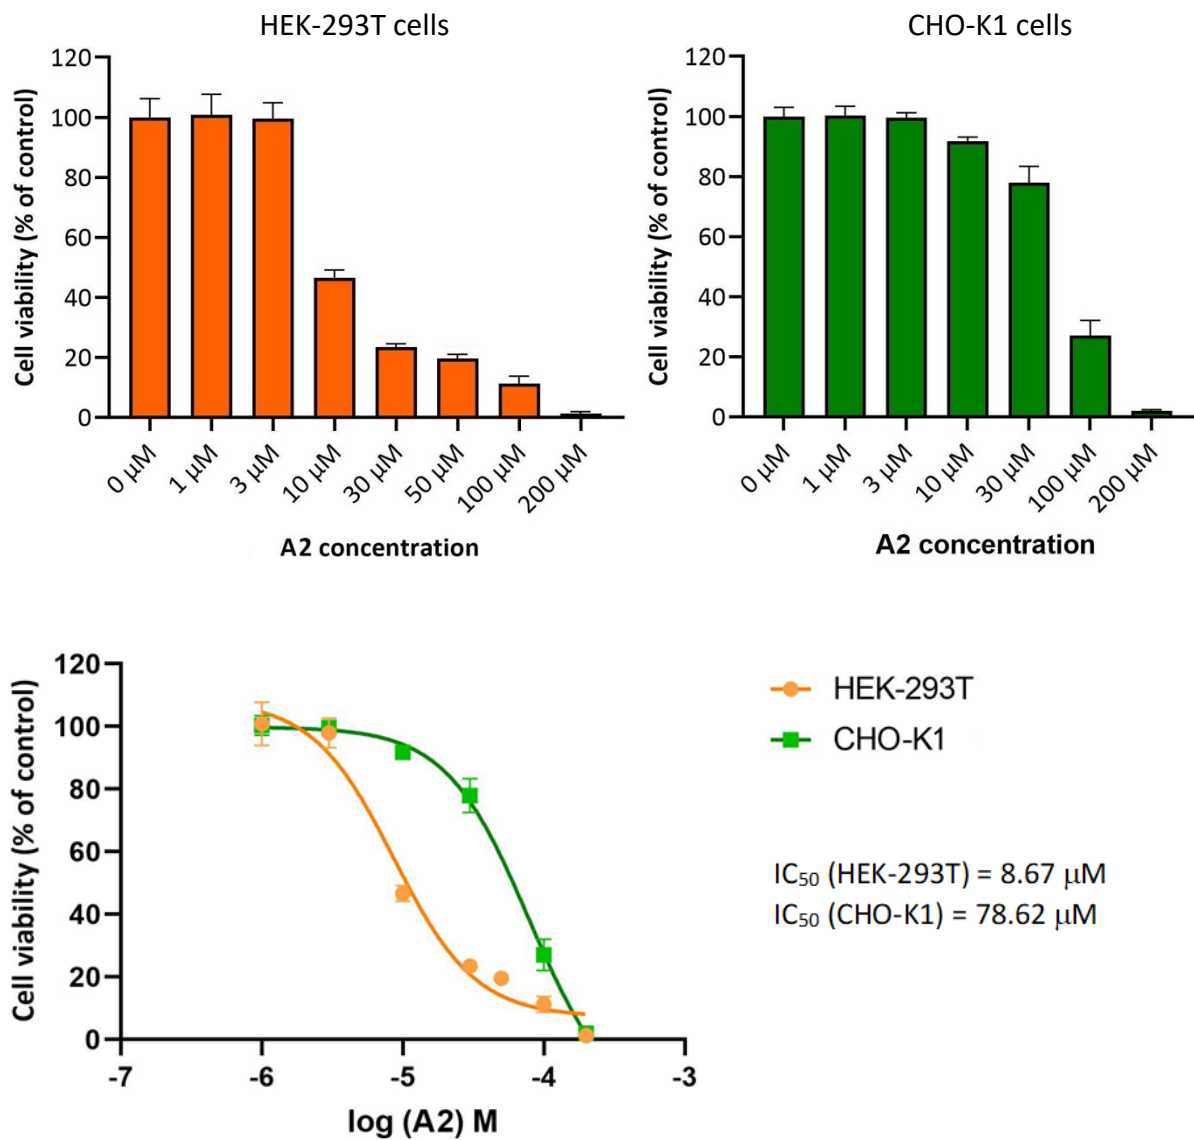 HEK-293T cells
Cell viability (% of control)
120
100
80
60
40
20
0
0 μM
1 μM
3 μM
10 μM
30 μM
50 μM
100 μM
200 μM
A2 concentration
CHO-K1 cells
Cell viability (% of control)
120
100
80
60
40
20
0
0 μM
1 μM
3 μM
10 μM
30 μM
100 μM
200 μM
A2 concentration
Cell viability (% of control)
120
100
80
60
40
20
0
-7
-6
-5
-4
-3
log (A2) M
HEK-293T
CHO-K1
IC₅₀ (HEK-293T) = 8.67 μM
IC₅₀ (CHO-K1) = 78.62 μM